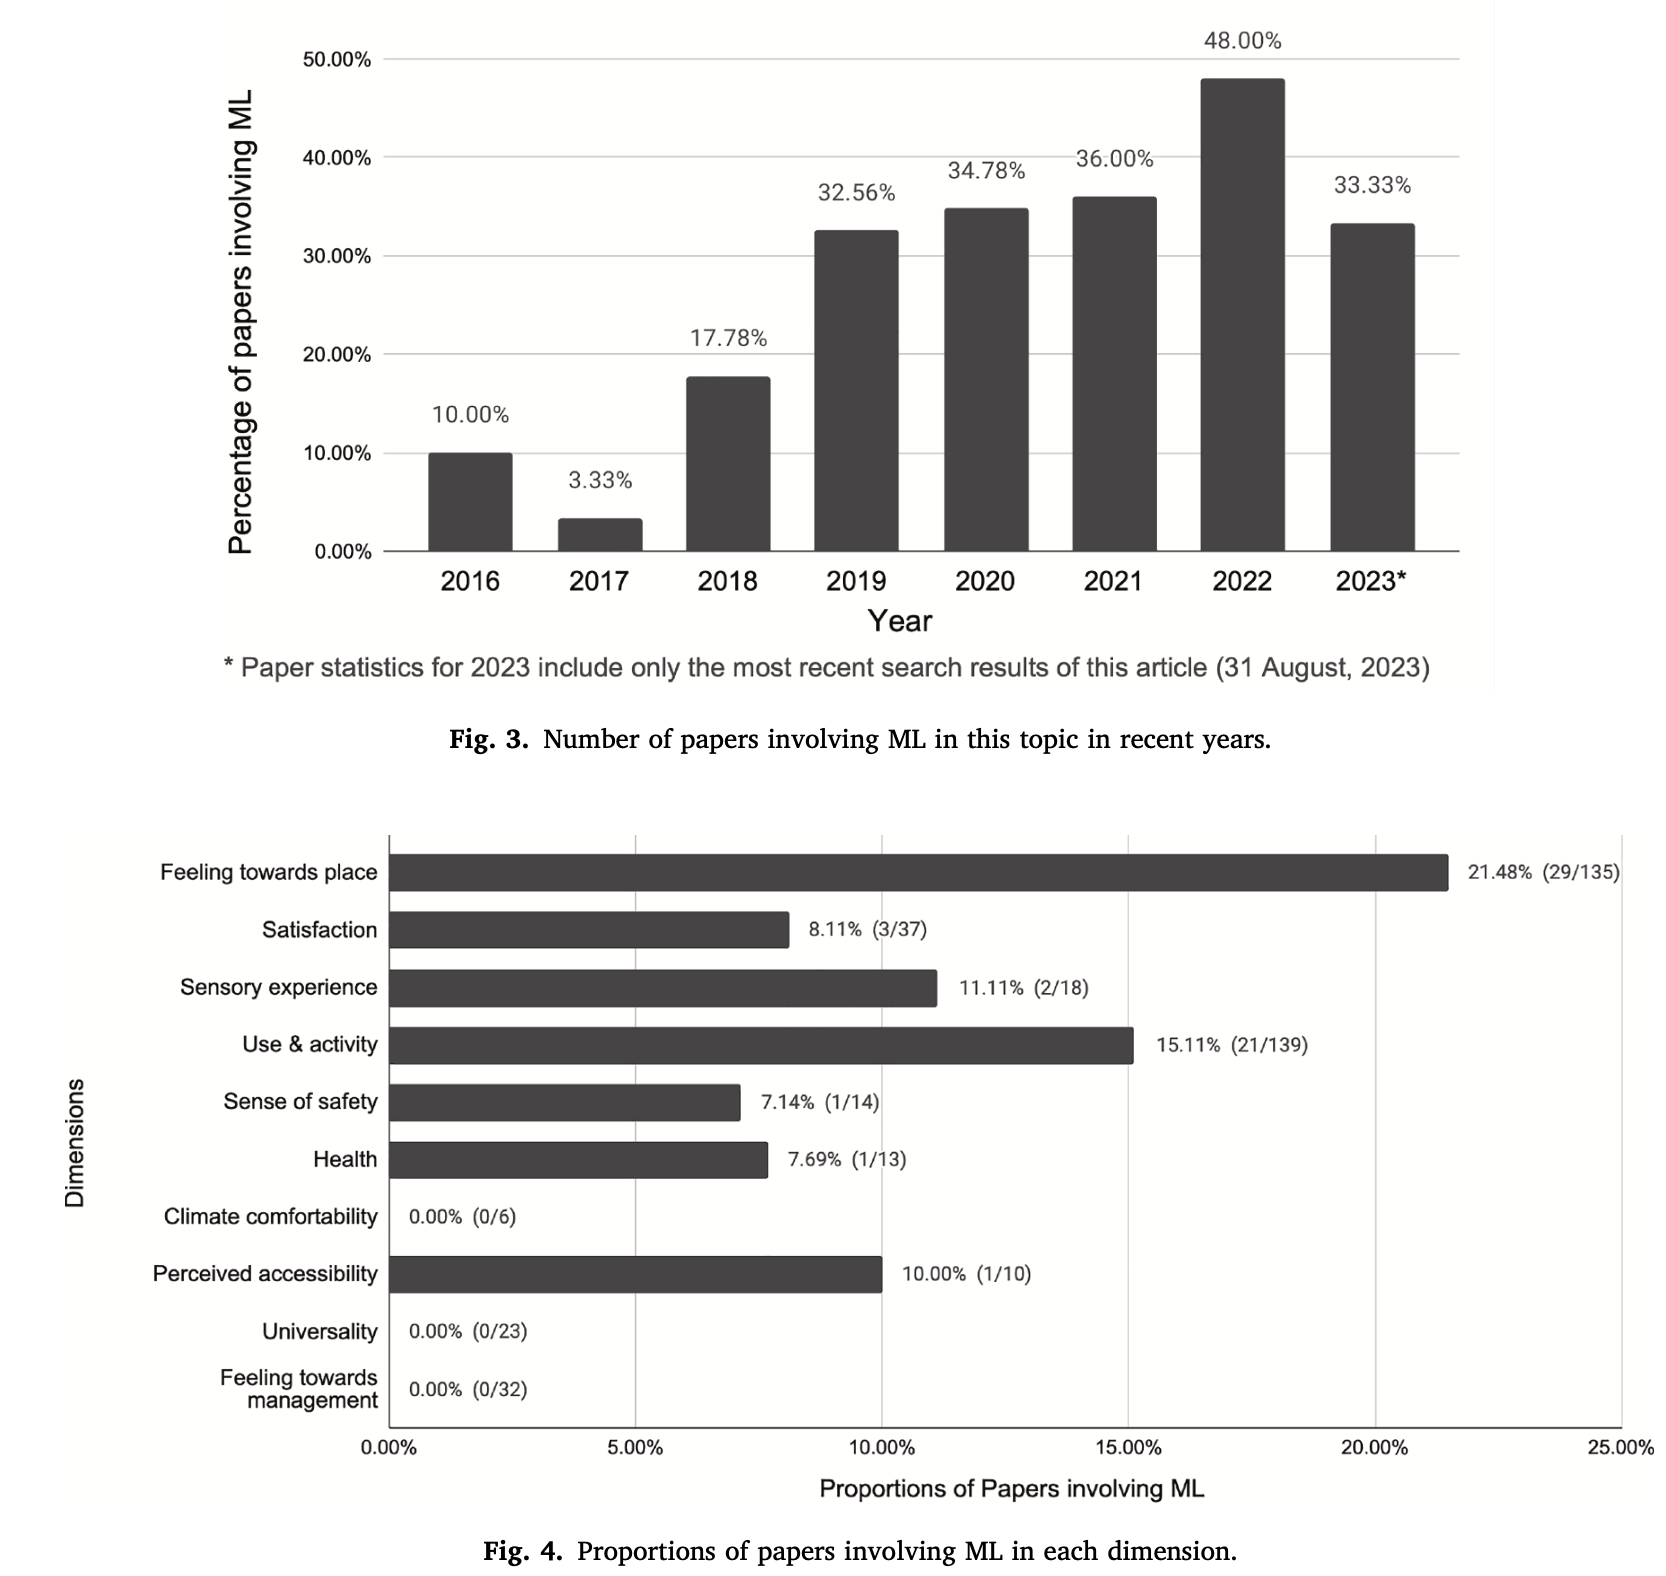 48.00%
50.00%
40.00%
36.00%
34.78%
33.33%
32.56%
30.00%
20.00%
17.78%
10.00%
10.00%
3.33%
0.00%
Percentage of papers involving ML
2016 2017 2018 2019 2020 2021 2022 2023*
Year
* Paper statistics for 2023 include only the most recent search results of this article (31 August, 2023)
Fig. 3. Number of papers involving ML in this topic in recent years.
Feeling towards place 21.48% (29/135)
Satisfaction 8.11% (3/37)
Sensory experience 11.11% (2/18)
Use & activity 15.11% (21/139)
Sense of safety 7.14% (1/14)
Health 7.69% (1/13)
Climate comfortability 0.00% (0/6)
Perceived accessibility 10.00% (1/10)
Universality 0.00% (0/23)
Feeling towards
management 0.00% (0/32)
Dimensions
0.00% 5.00% 10.00% 15.00% 20.00% 25.00%
Proportions of Papers involving ML
Fig. 4. Proportions of papers involving ML in each dimension.